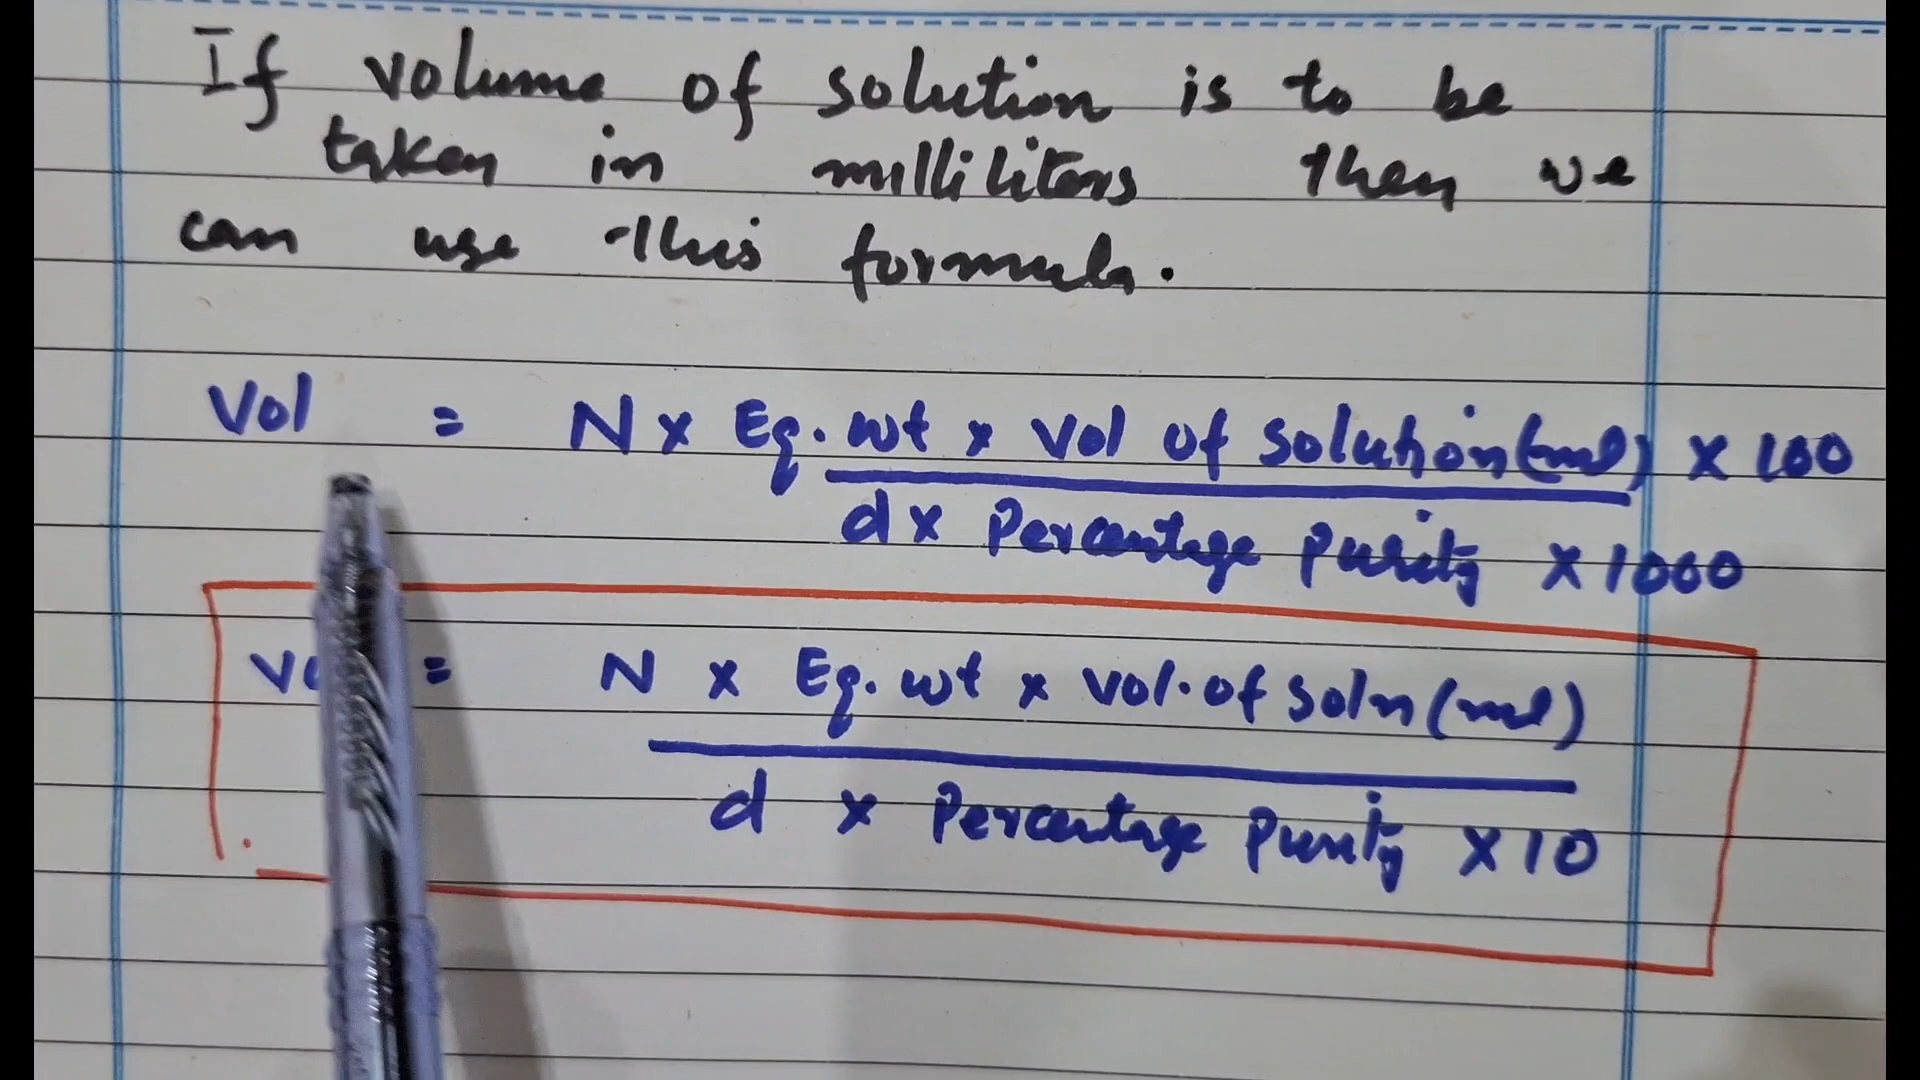 If volume of solution is to be
taken in milliliters then we
can use this formula.
Vol = N x Eq. wt x Vol of solution(ml) x 100
d x Percentage purity x 1000
= N x Eq. wt x Vol. of soln (ml)
d x Percentage Purity x 10